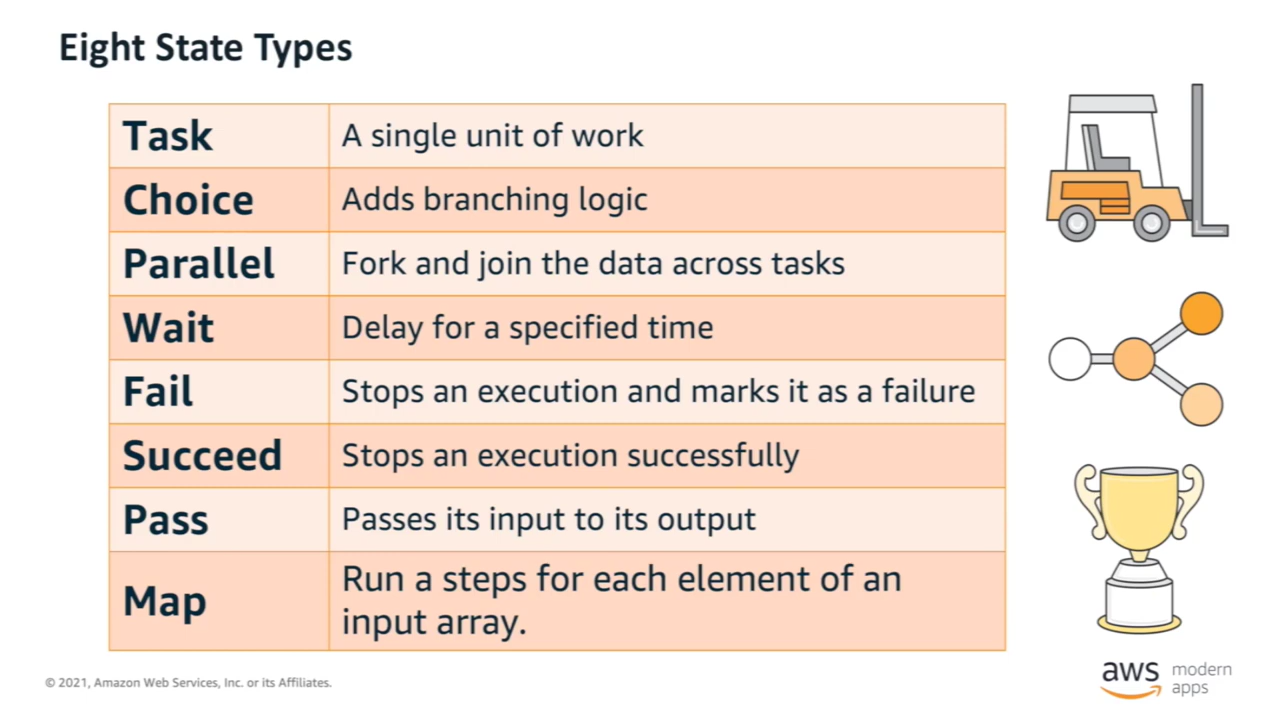 Eight State Types
Task
A single unit of work
Choice
Adds branching logic
Parallel
Fork and join the data across tasks
Wait
Delay for a specified time
Fail
Stops an execution and marks it as a failure
Succeed
Stops an execution successfully
Pass
Passes its input to its output
Map
Run a steps for each element of an
input array.
© 2021, Amazon Web Services, Inc. or its Affiliates.
aws
modern
apps